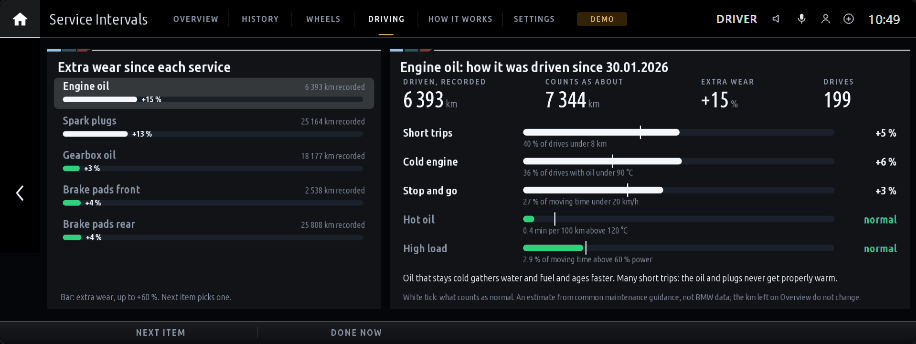 Service Intervals
OVERVIEW
HISTORY
WHEELS
DRIVING
HOW IT WORKS
SETTINGS
DEMO
DRIVER
10:49
Extra wear since each service
Engine oil
6 393 km recorded
+15 %
Spark plugs
25 164 km recorded
+13 %
Gearbox oil
18 177 km recorded
+3 %
Brake pads front
2 538 km recorded
+4 %
Brake pads rear
25 808 km recorded
+4 %
Bar: extra wear, up to +60 %. Next item picks one.
Engine oil: how it was driven since 30.01.2026
DRIVEN, RECORDED
COUNTS AS ABOUT
EXTRA WEAR
DRIVES
6 393 km
7 344 km
+15 %
199
Short trips
+5 %
40 % of drives under 8 km
Cold engine
+6 %
36 % of drives with oil under 90 °C
Stop and go
+3 %
27 % of moving time under 20 km/h
Hot oil
normal
0.4 min per 100 km above 120 °C
High load
normal
2.9 % of moving time above 60 % power
Oil that stays cold gathers water and fuel and ages faster. Many short trips: the oil and plugs never get properly warm.
White tick: what counts as normal. An estimate from common maintenance guidance, not BMW data; the km left on Overview do not change.
NEXT ITEM
DONE NOW